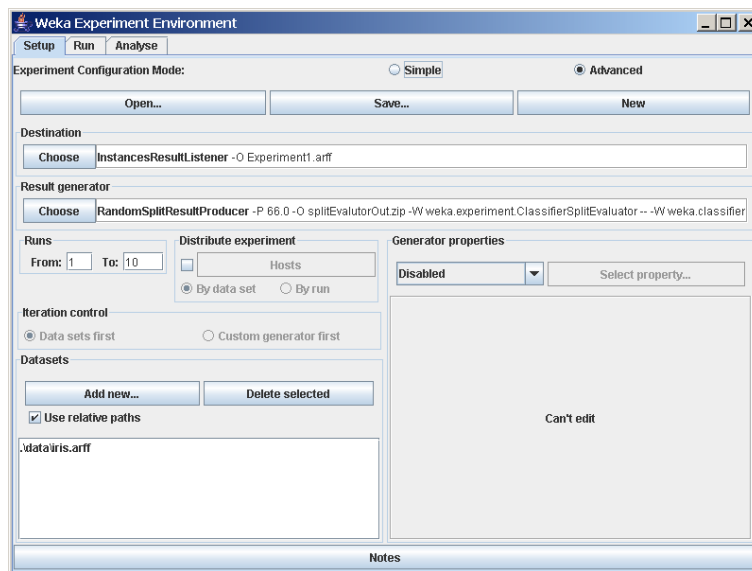 Weka Experiment Environment
Setup Run Analyse
Experiment Configuration Mode: Simple Advanced
Open... Save... New
Destination
Choose InstancesResultListener -O Experiment1.arff
Result generator
Choose RandomSplitResultProducer -P 66.0 -O splitEvalutorOut.zip -W weka.experiment.ClassifierSplitEvaluator -- -W weka.classifier
Runs
From: 1 To: 10
Distribute experiment
Hosts
By data set By run
Generator properties
Disabled Select property...
Iteration control
Data sets first Custom generator first
Datasets
Add new... Delete selected
Use relative paths
.\data\iris.arff
Can't edit
Notes